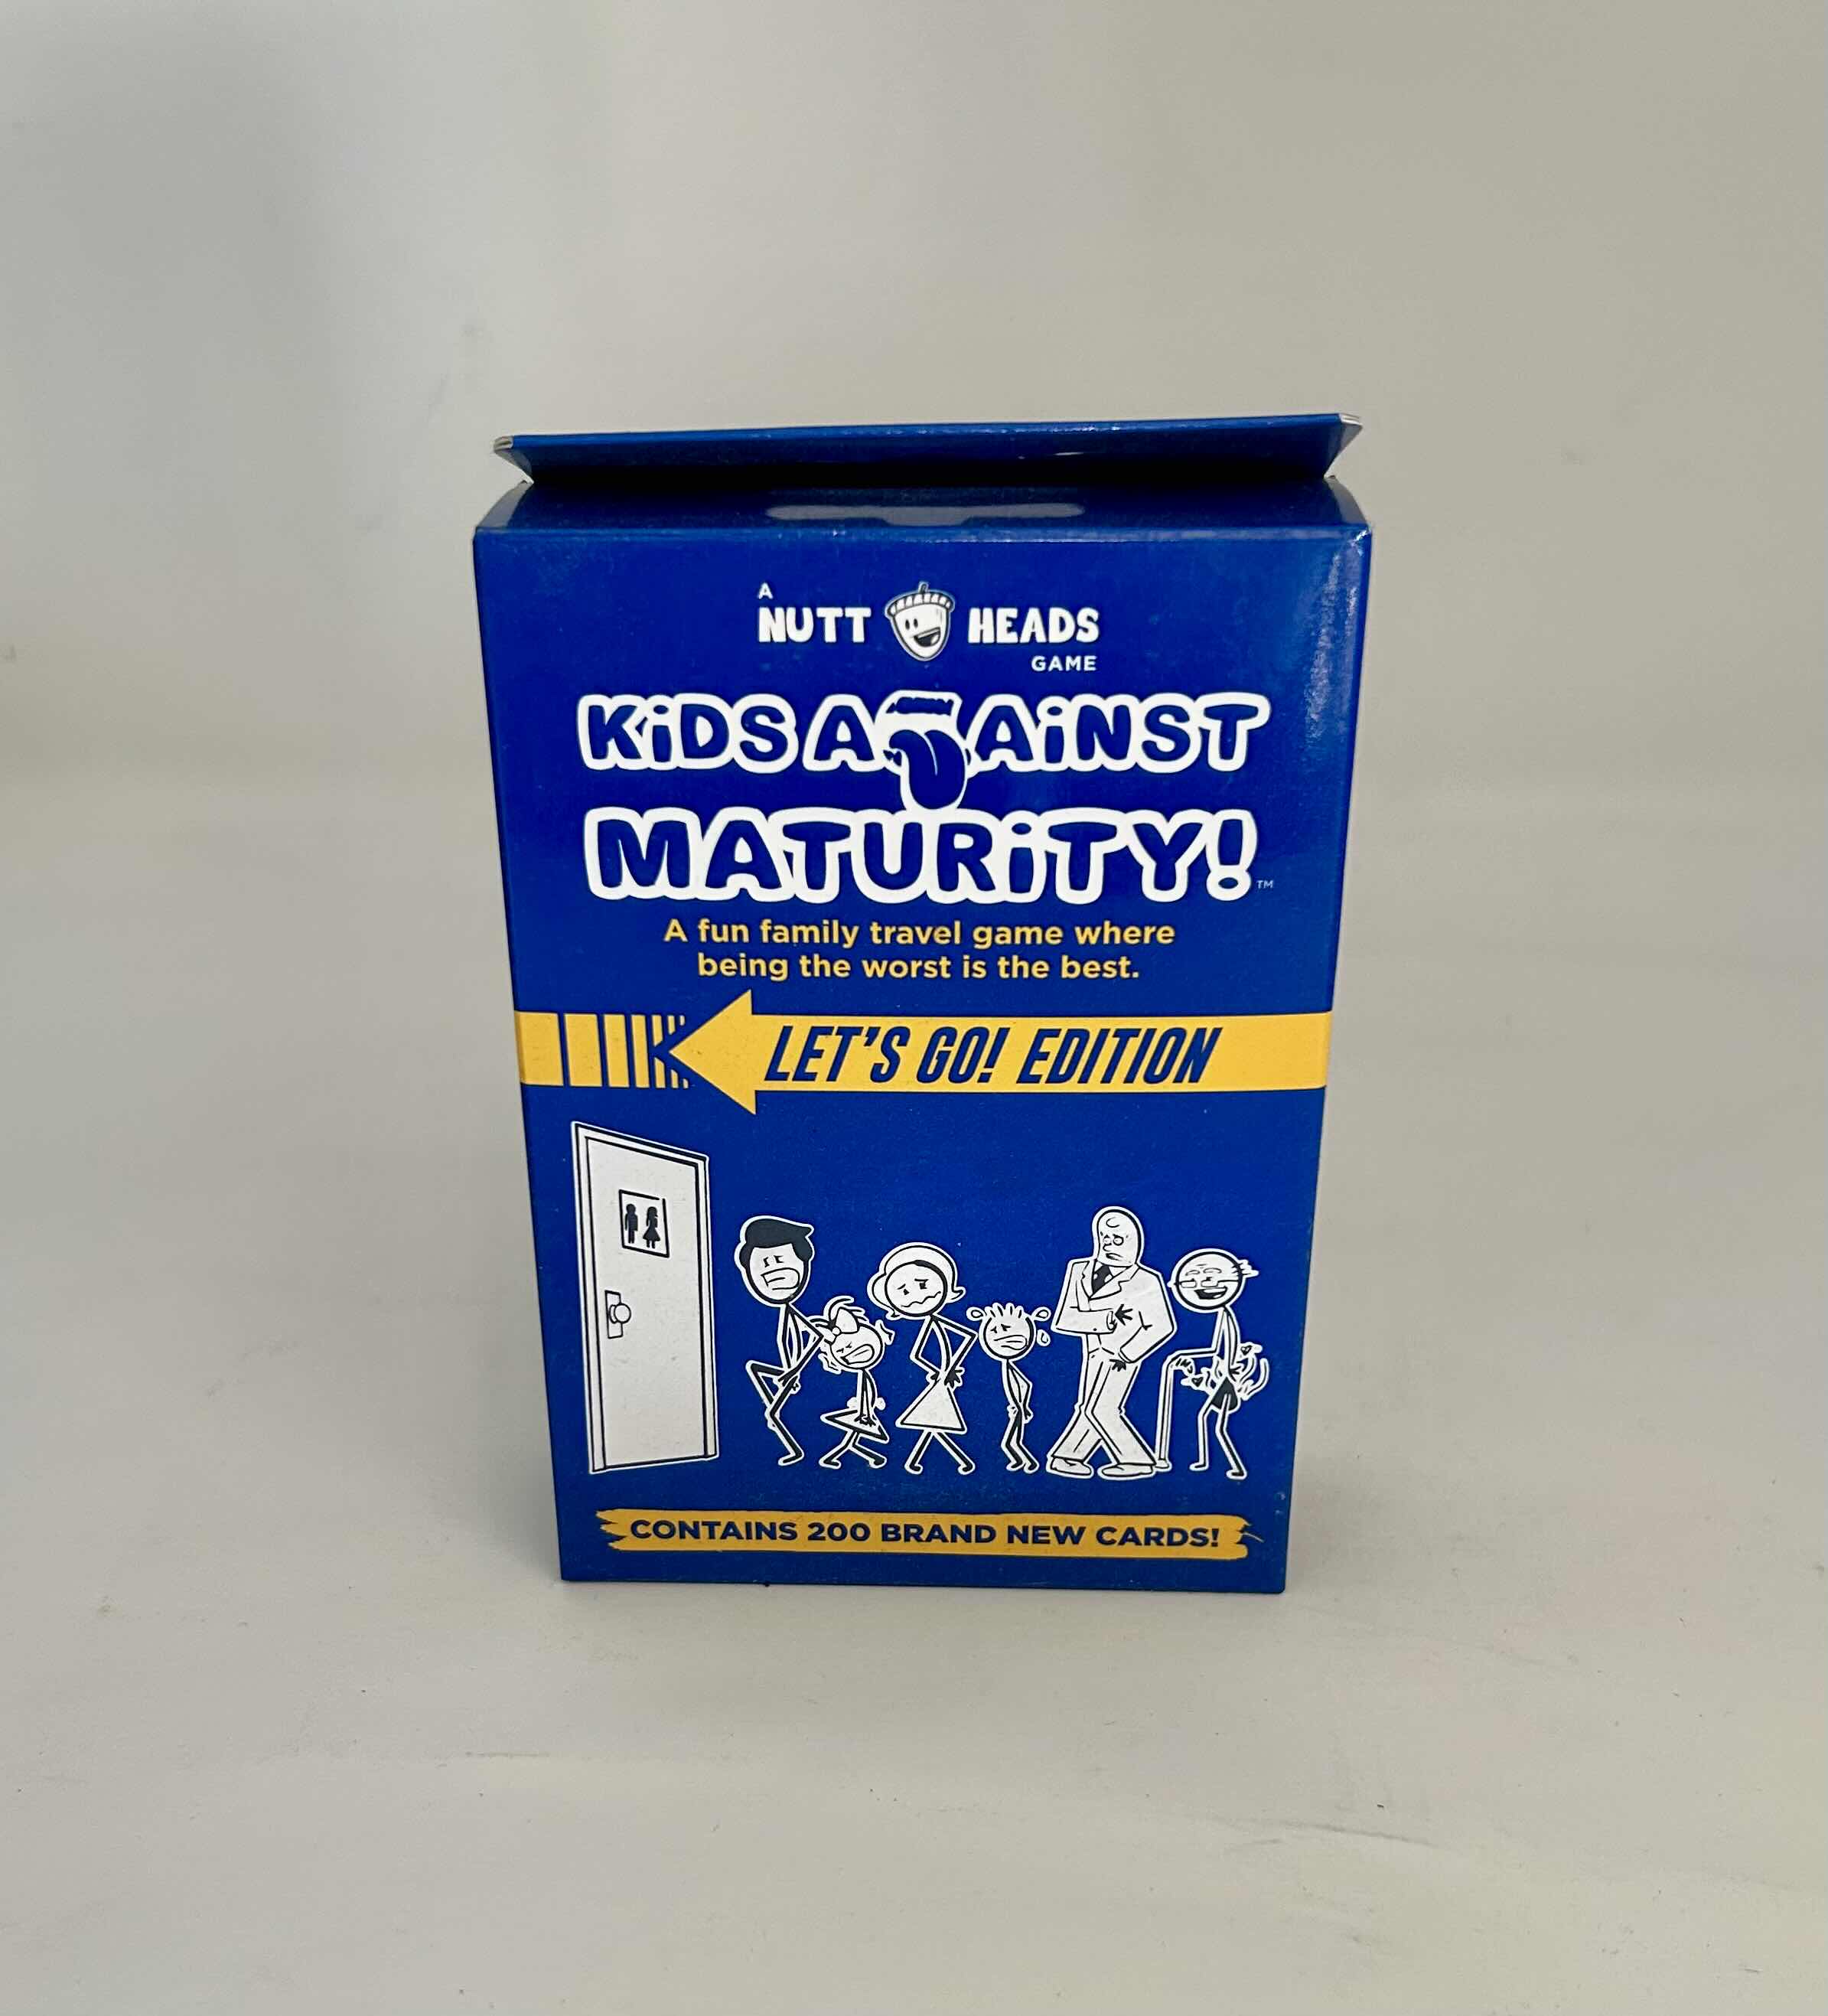 A
NUTT HEADS
GAME
KiDS AGAiNST
MATURiTY!
™
A fun family travel game where
being the worst is the best.
LET'S GO! EDITION
CONTAINS 200 BRAND NEW CARDS!